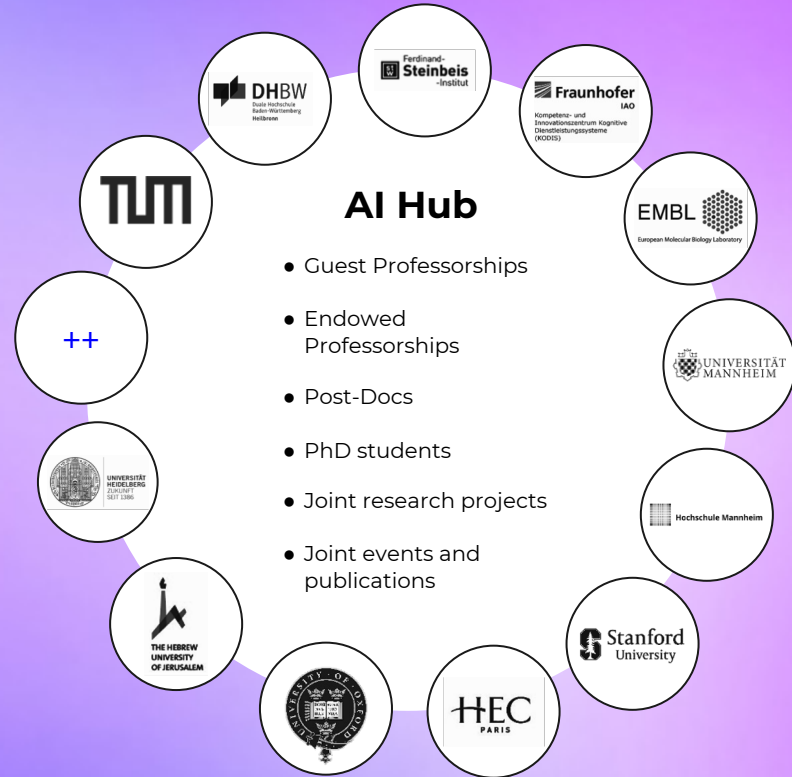 Ferdinand-
Steinbeis
-Institut
DHBW
Duale Hochschule
Baden-Württemberg
Heilbronn
Fraunhofer
IAO
Kompetenz- und
Innovationszentrum Kognitive
Dienstleistungssysteme
(KODIS)
TUM
EMBL
European Molecular Biology Laboratory
AI Hub
● Guest Professorships
● Endowed
Professorships
● Post-Docs
● PhD students
● Joint research projects
● Joint events and
publications
++
UNIVERSITÄT
MANNHEIM
UNIVERSITÄT
HEIDELBERG
ZUKUNFT
SEIT 1386
Hochschule Mannheim
THE HEBREW
UNIVERSITY
OF JERUSALEM
Stanford
University
UNIVERSITY OF OXFORD
HEC
PARIS